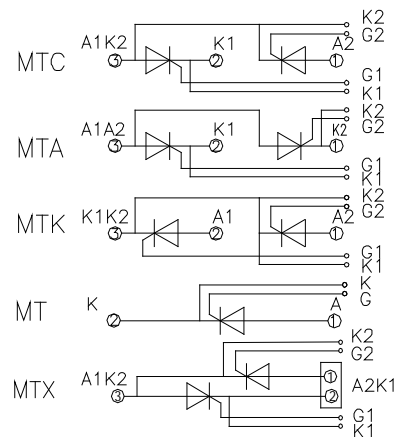 K2
A1K2 K1 A2 G2
MTC 3 2 1
G1
K1
K2
A1A2 K1 K2 G2
MTA 3 2 1
G1
K1
K2
K1K2 A1 A2 G2
MTK 3 2 1
G1
K1
K
K A G
MT 2 1
K2
G2
A1K2 1 A2K1
MTX 3 2
G1
K1